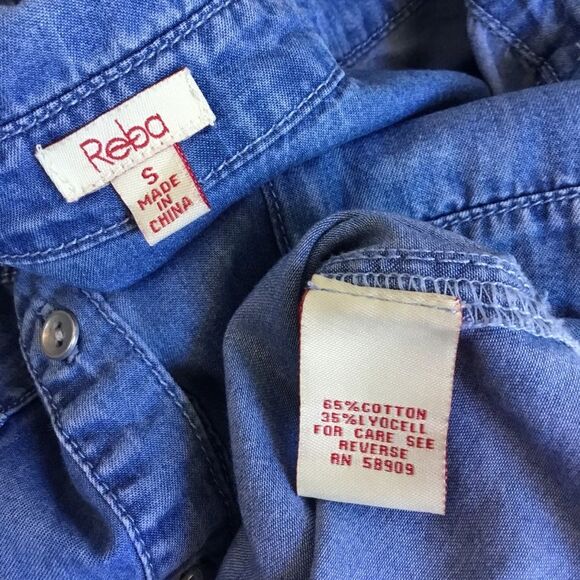 Reba
S
MADE
IN
CHINA
65%COTTON
35%LYOCELL
FOR CARE SEE
REVERSE
RN 58909